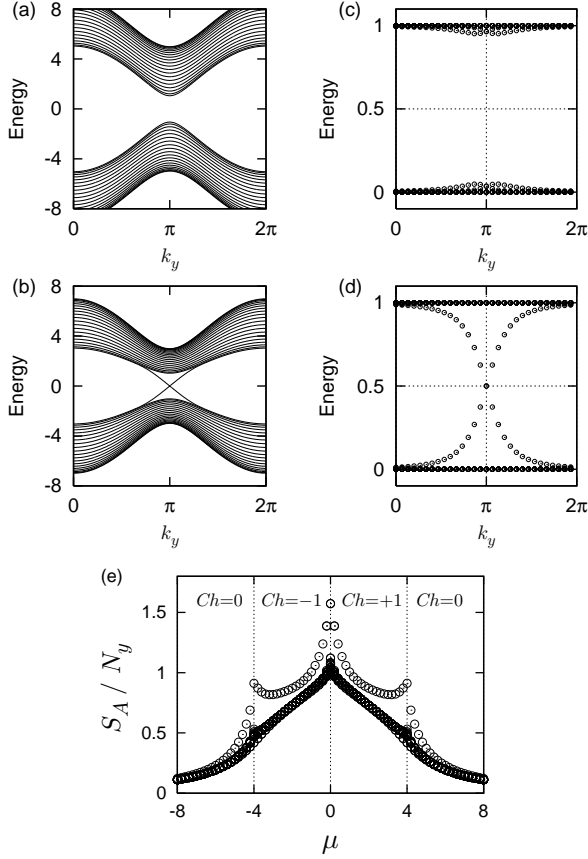 (a)
8
4
0
-4
-8
Energy
0 π 2π
k_y
(c)
1
0.5
0
Energy
0 π 2π
k_y
(b)
8
4
0
-4
-8
Energy
0 π 2π
k_y
(d)
1
0.5
0
Energy
0 π 2π
k_y
(e)
Ch=0 Ch=−1 Ch=+1 Ch=0
1.5
1
0.5
0
S_A / N_y
-8 -4 0 4 8
μ